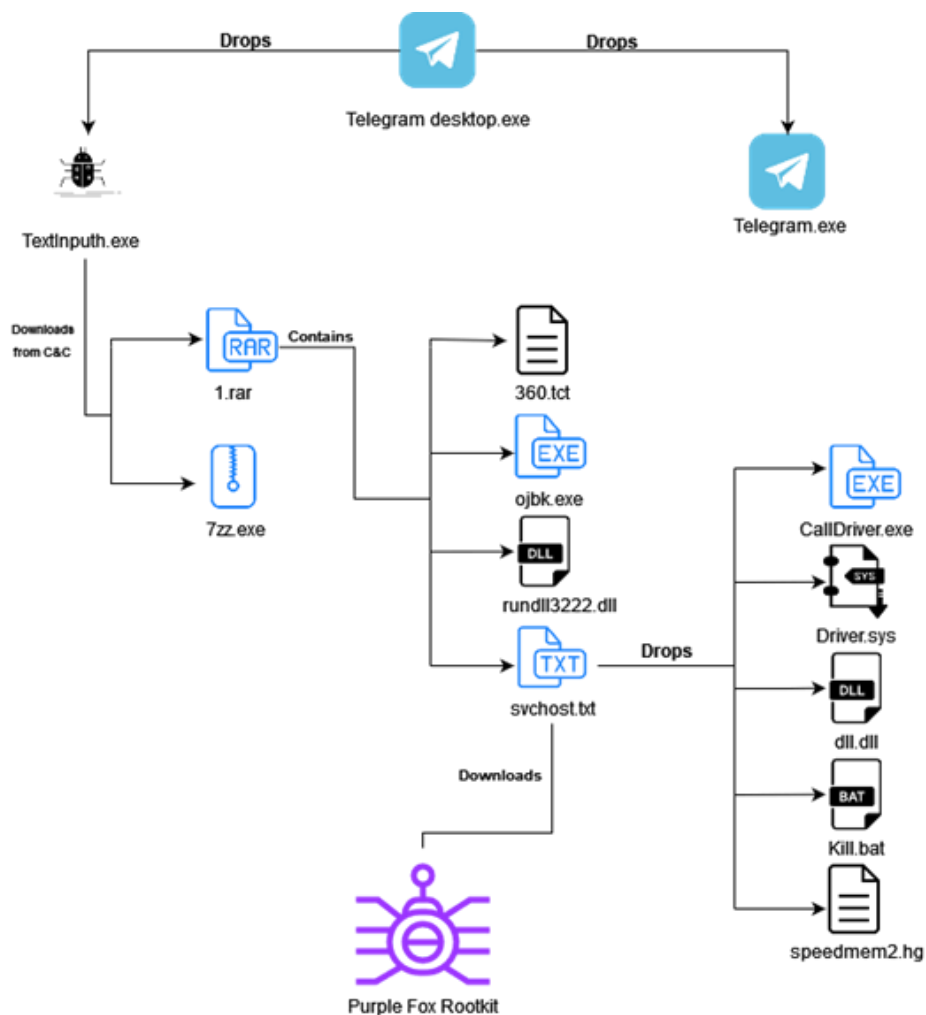 Drops
Drops
Telegram desktop.exe
TextInputh.exe
Telegram.exe
Downloads
from C&C
RAR
Contains
1.rar
360.tct
EXE
ojbk.exe
7zz.exe
EXE
CallDriver.exe
DLL
rundll3222.dll
SYS
Driver.sys
TXT
Drops
svchost.txt
DLL
dll.dll
Downloads
BAT
Kill.bat
speedmem2.hg
Purple Fox Rootkit